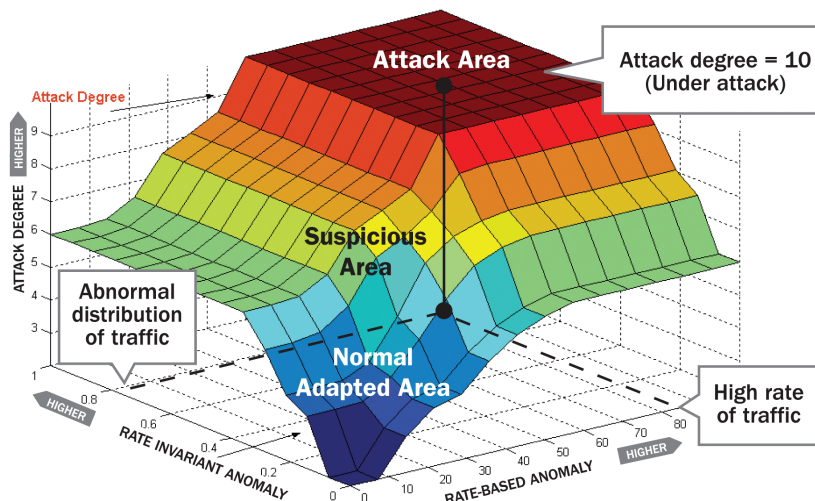 Attack Area
Attack degree = 10
(Under attack)
Attack Degree
HIGHER
ATTACK DEGREE
9
8
7
6
5
4
3
Suspicious
Area
Abnormal
distribution
of traffic
Normal
Adapted Area
High rate
of traffic
1
0.8
0.6
0.4
0.2
0
HIGHER
RATE INVARIANT ANOMALY
0
10
20
30
40
50
60
70
80
RATE-BASED ANOMALY
HIGHER